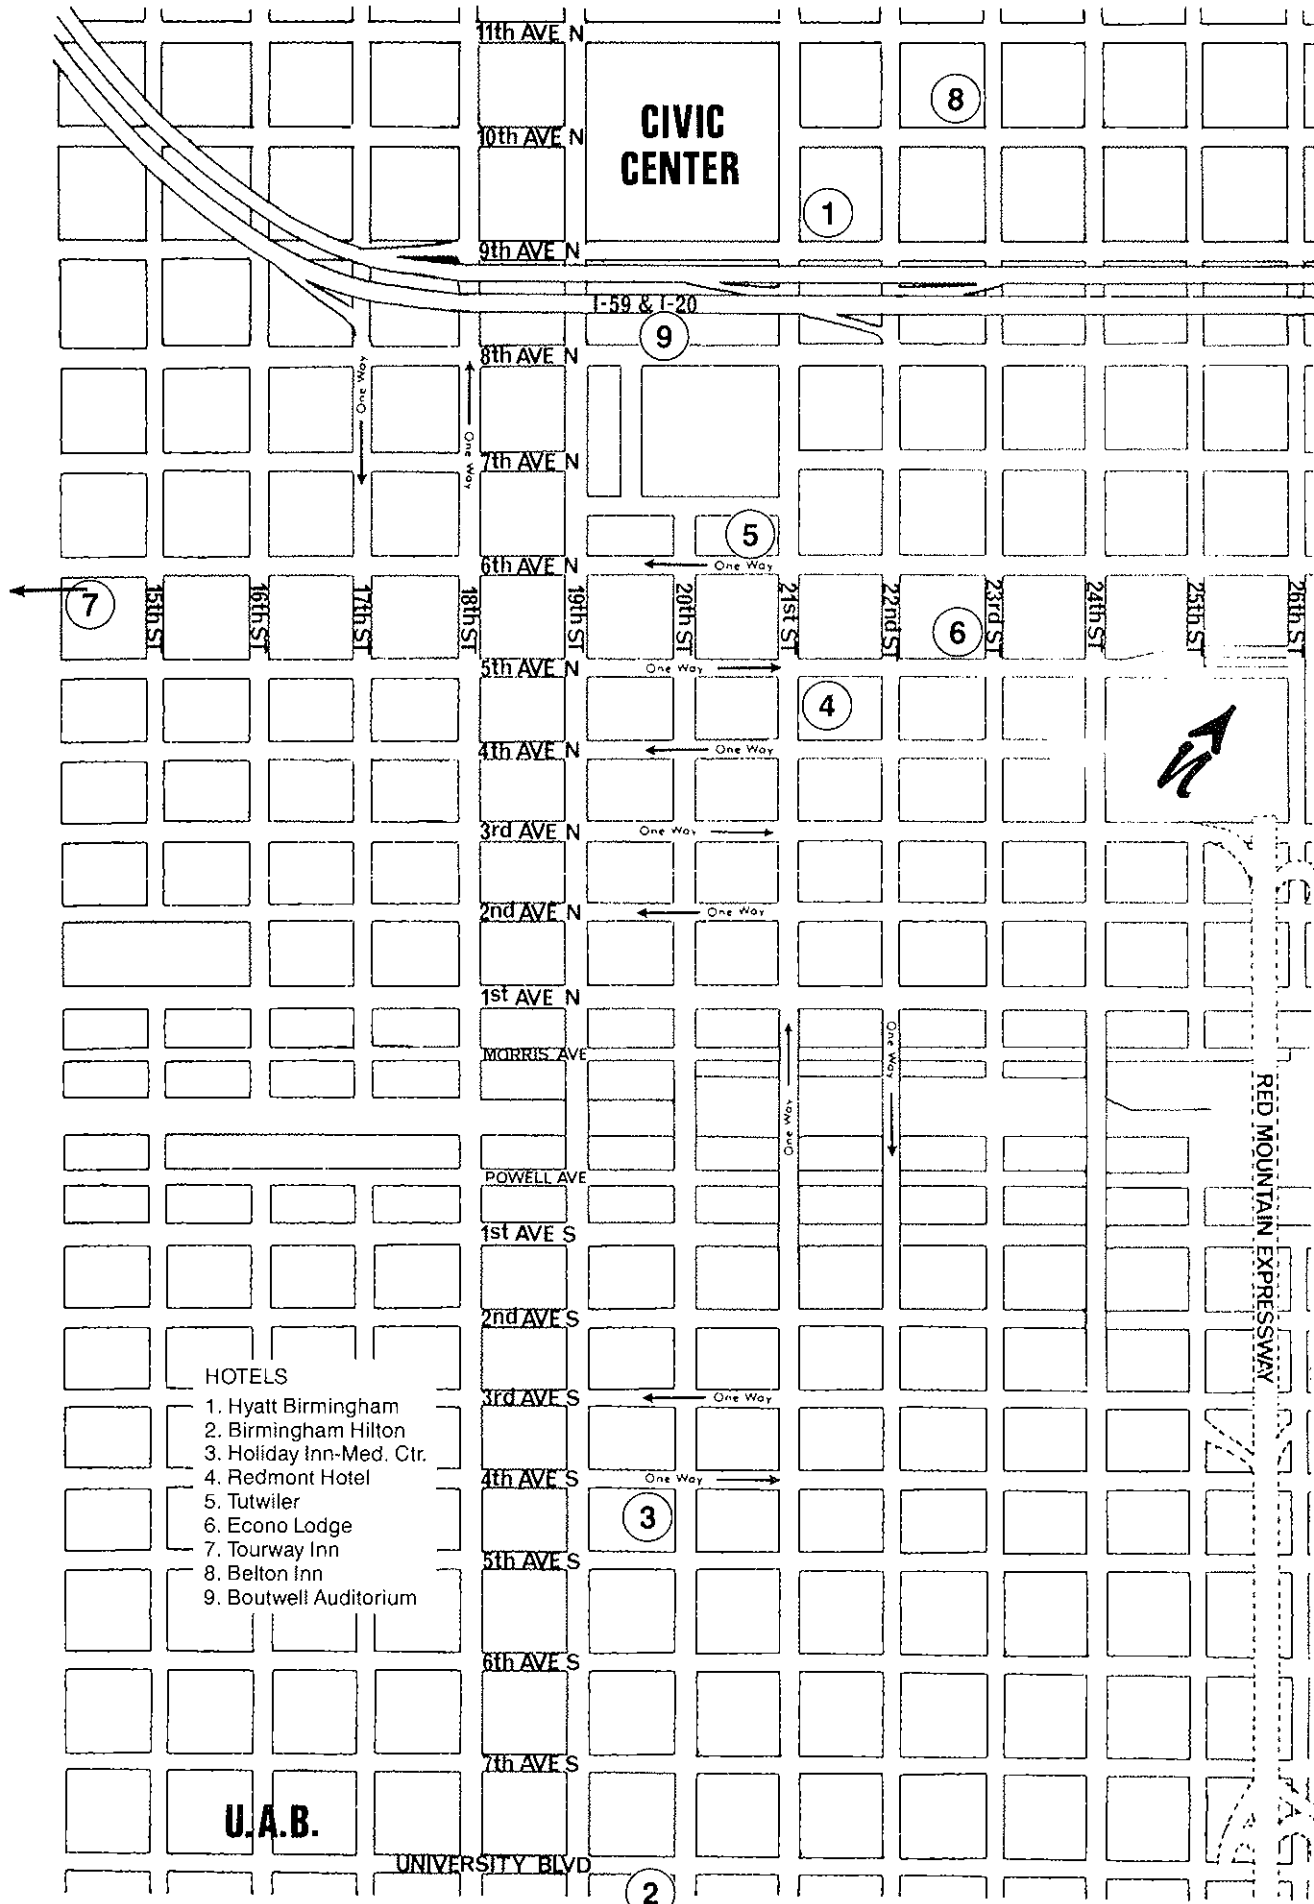 11th AVE N
CIVIC
CENTER
8
10th AVE N
1
9th AVE N
I-59 & I-20
9
8th AVE N
One Way
One Way
7th AVE N
5
6th AVE N
One Way
7
15th ST
16th ST
17th ST
18th ST
19th ST
20th ST
21st ST
22nd ST
6
23rd ST
24th ST
25th ST
26th ST
5th AVE N
One Way
4
4th AVE N
One Way
N
3rd AVE N
One Way
2nd AVE N
One Way
1st AVE N
One Way
One Way
MORRIS AVE
RED MOUNTAIN EXPRESSWAY
POWELL AVE
1st AVE S
2nd AVE S
HOTELS
1. Hyatt Birmingham
2. Birmingham Hilton
3. Holiday Inn-Med. Ctr.
4. Redmont Hotel
5. Tutwiler
6. Econo Lodge
7. Tourway Inn
8. Belton Inn
9. Boutwell Auditorium
3rd AVE S
One Way
4th AVE S
One Way
3
5th AVE S
6th AVE S
7th AVE S
U.A.B.
UNIVERSITY BLVD
2